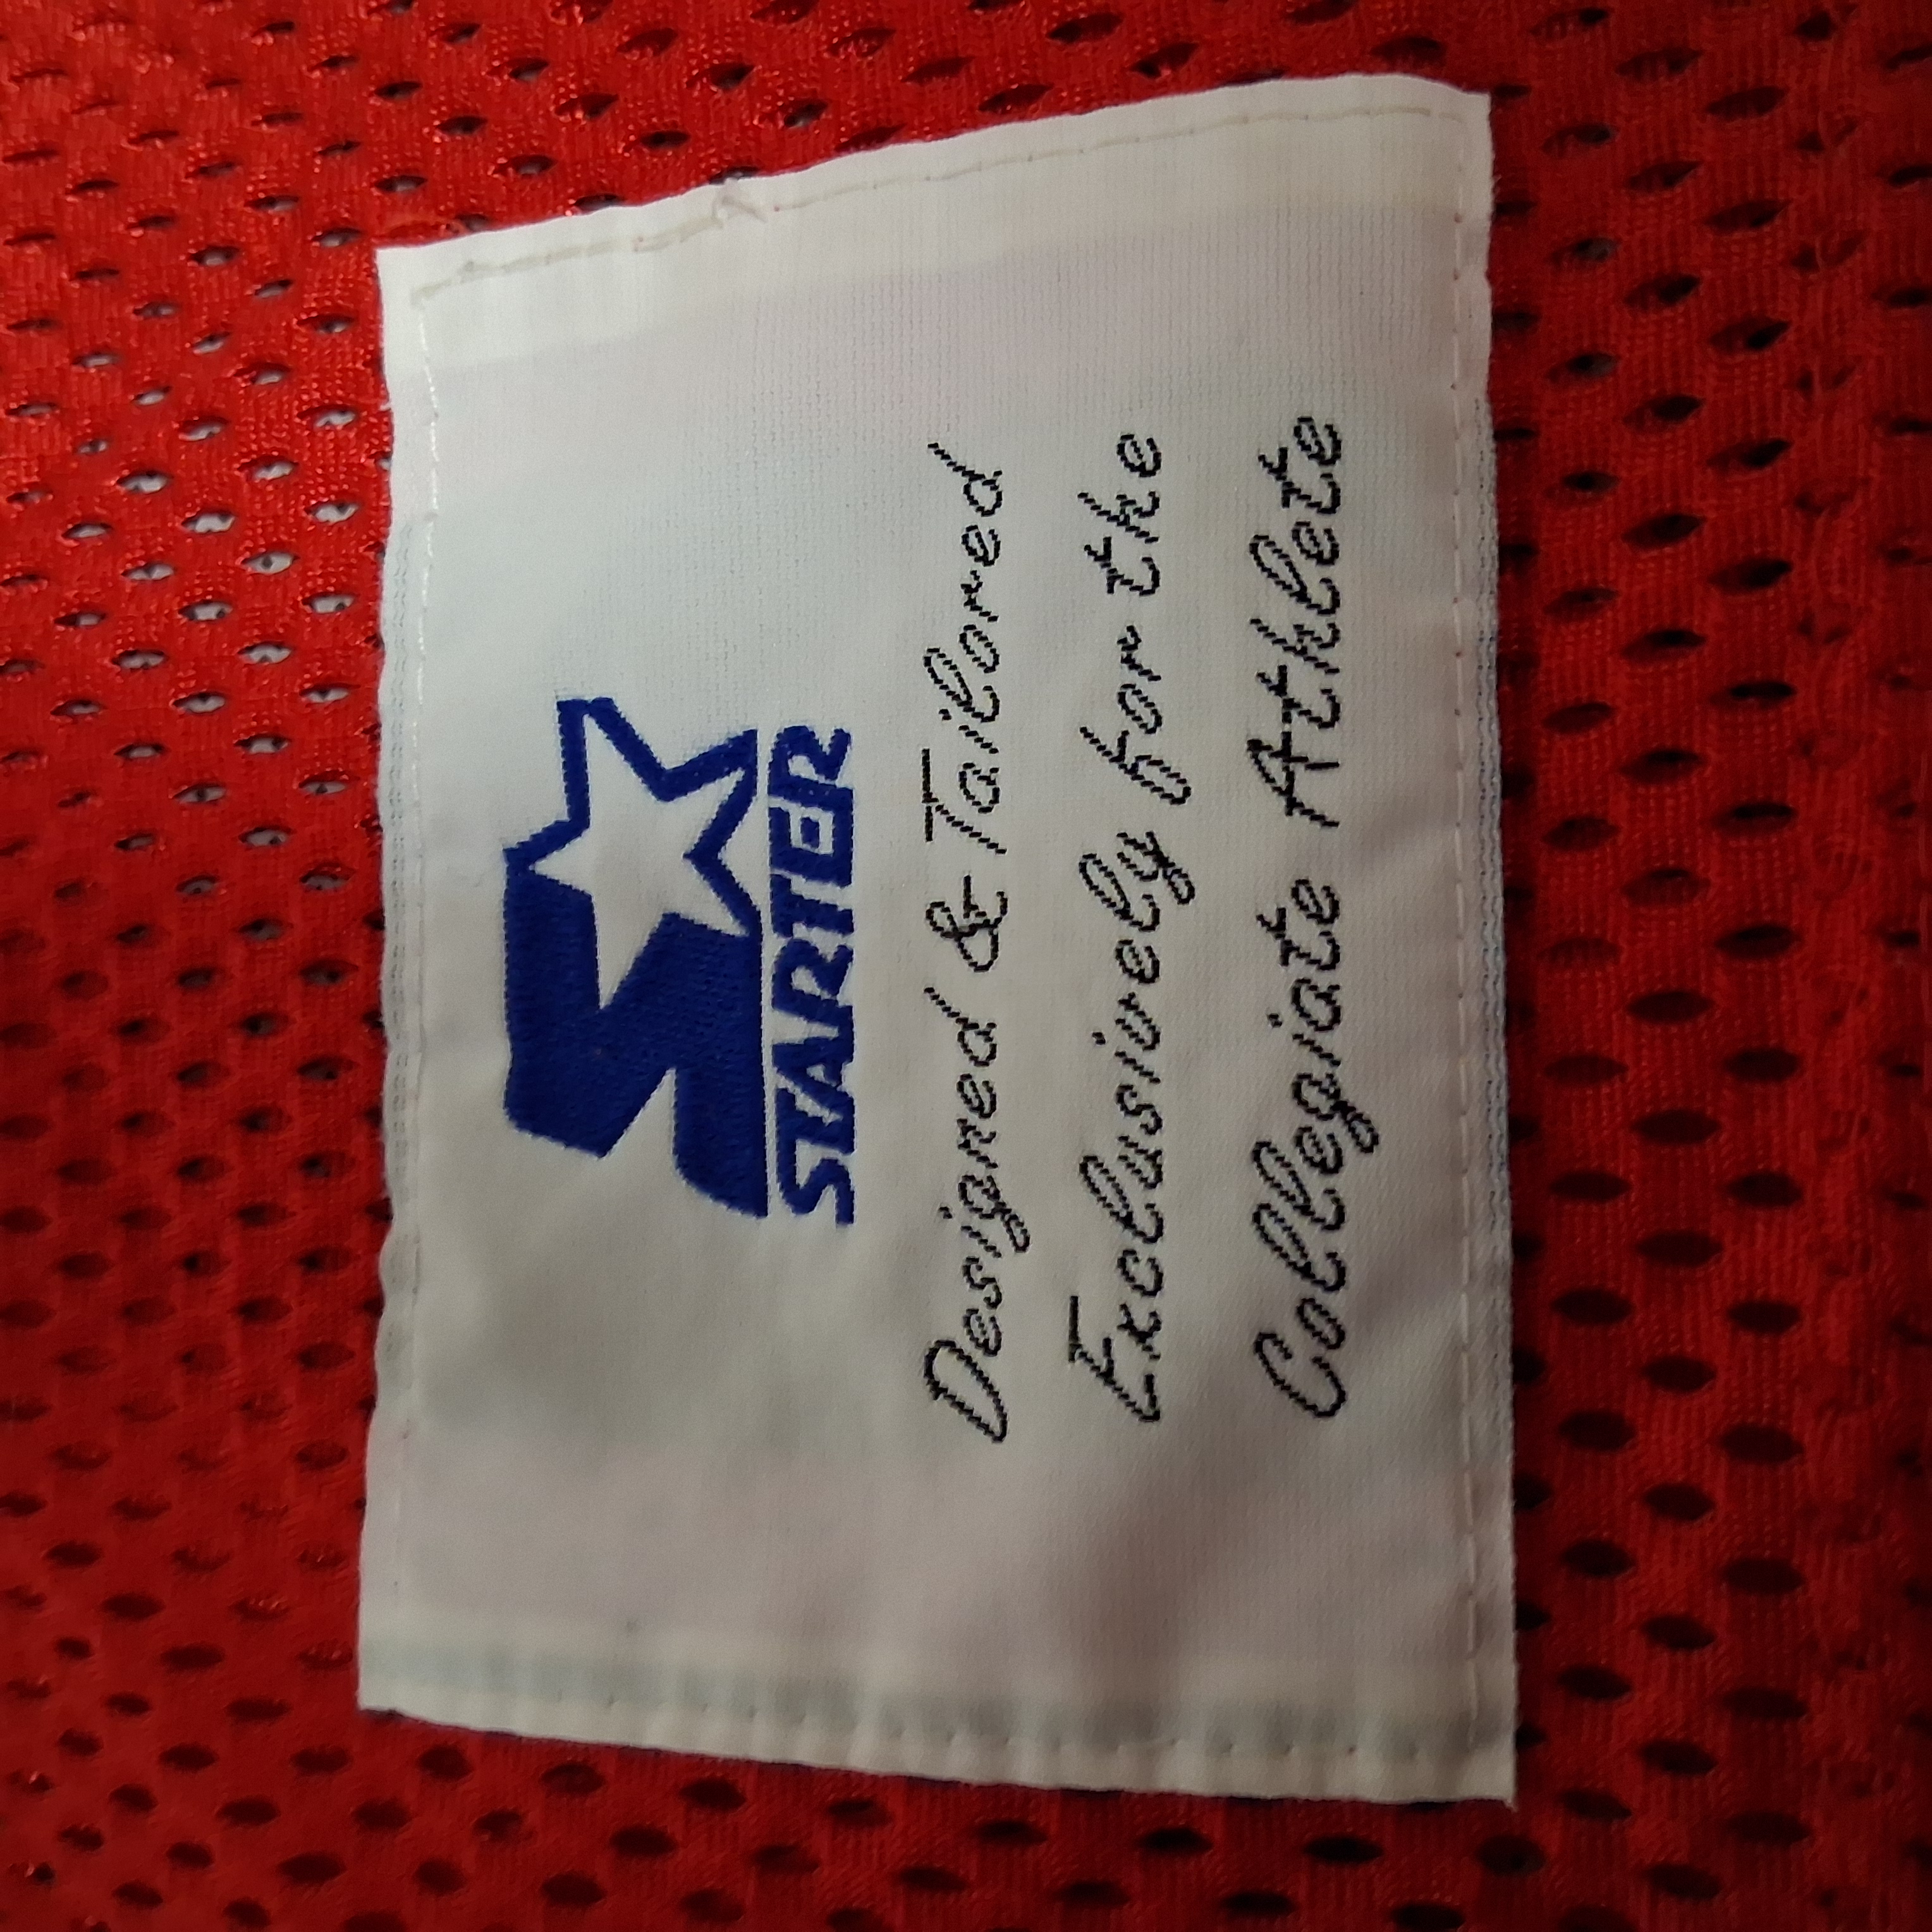 STARTER
Designed & Tailored
Exclusively for the
Collegiate Athlete